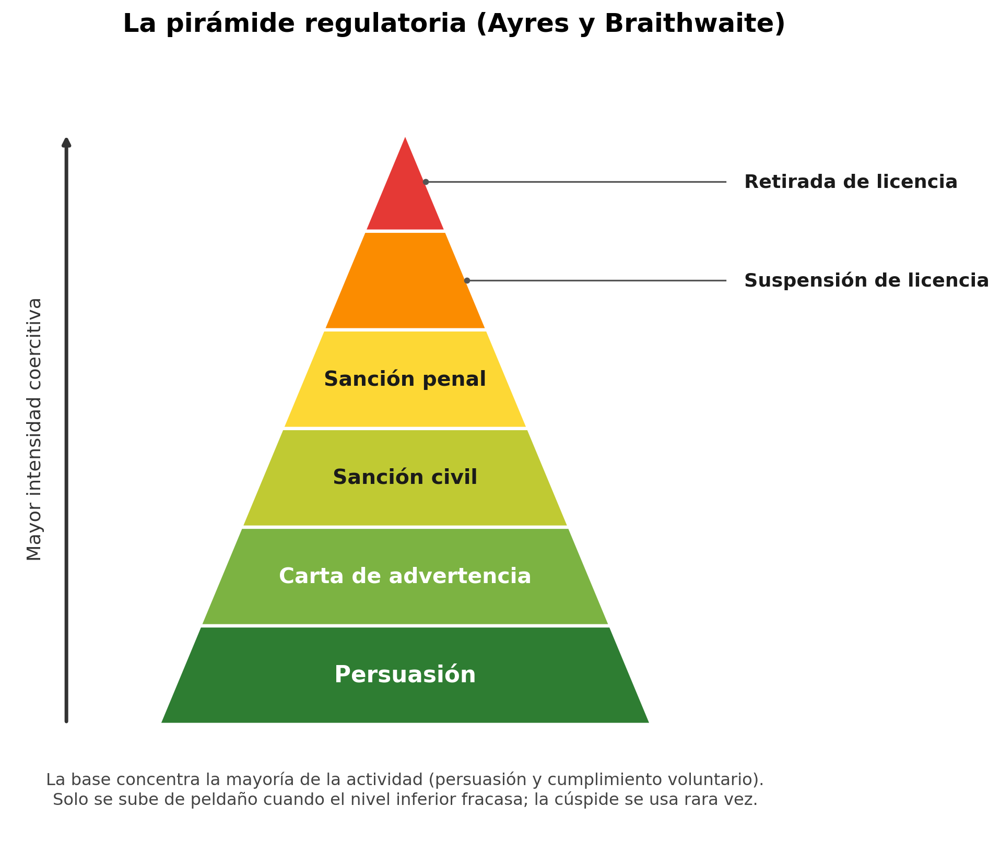 La pirámide regulatoria (Ayres y Braithwaite)
Retirada de licencia
Suspensión de licencia
Mayor intensidad coercitiva
Sanción penal
Sanción civil
Carta de advertencia
Persuasión
La base concentra la mayoría de la actividad (persuasión y cumplimiento voluntario).
Solo se sube de peldaño cuando el nivel inferior fracasa; la cúspide se usa rara vez.